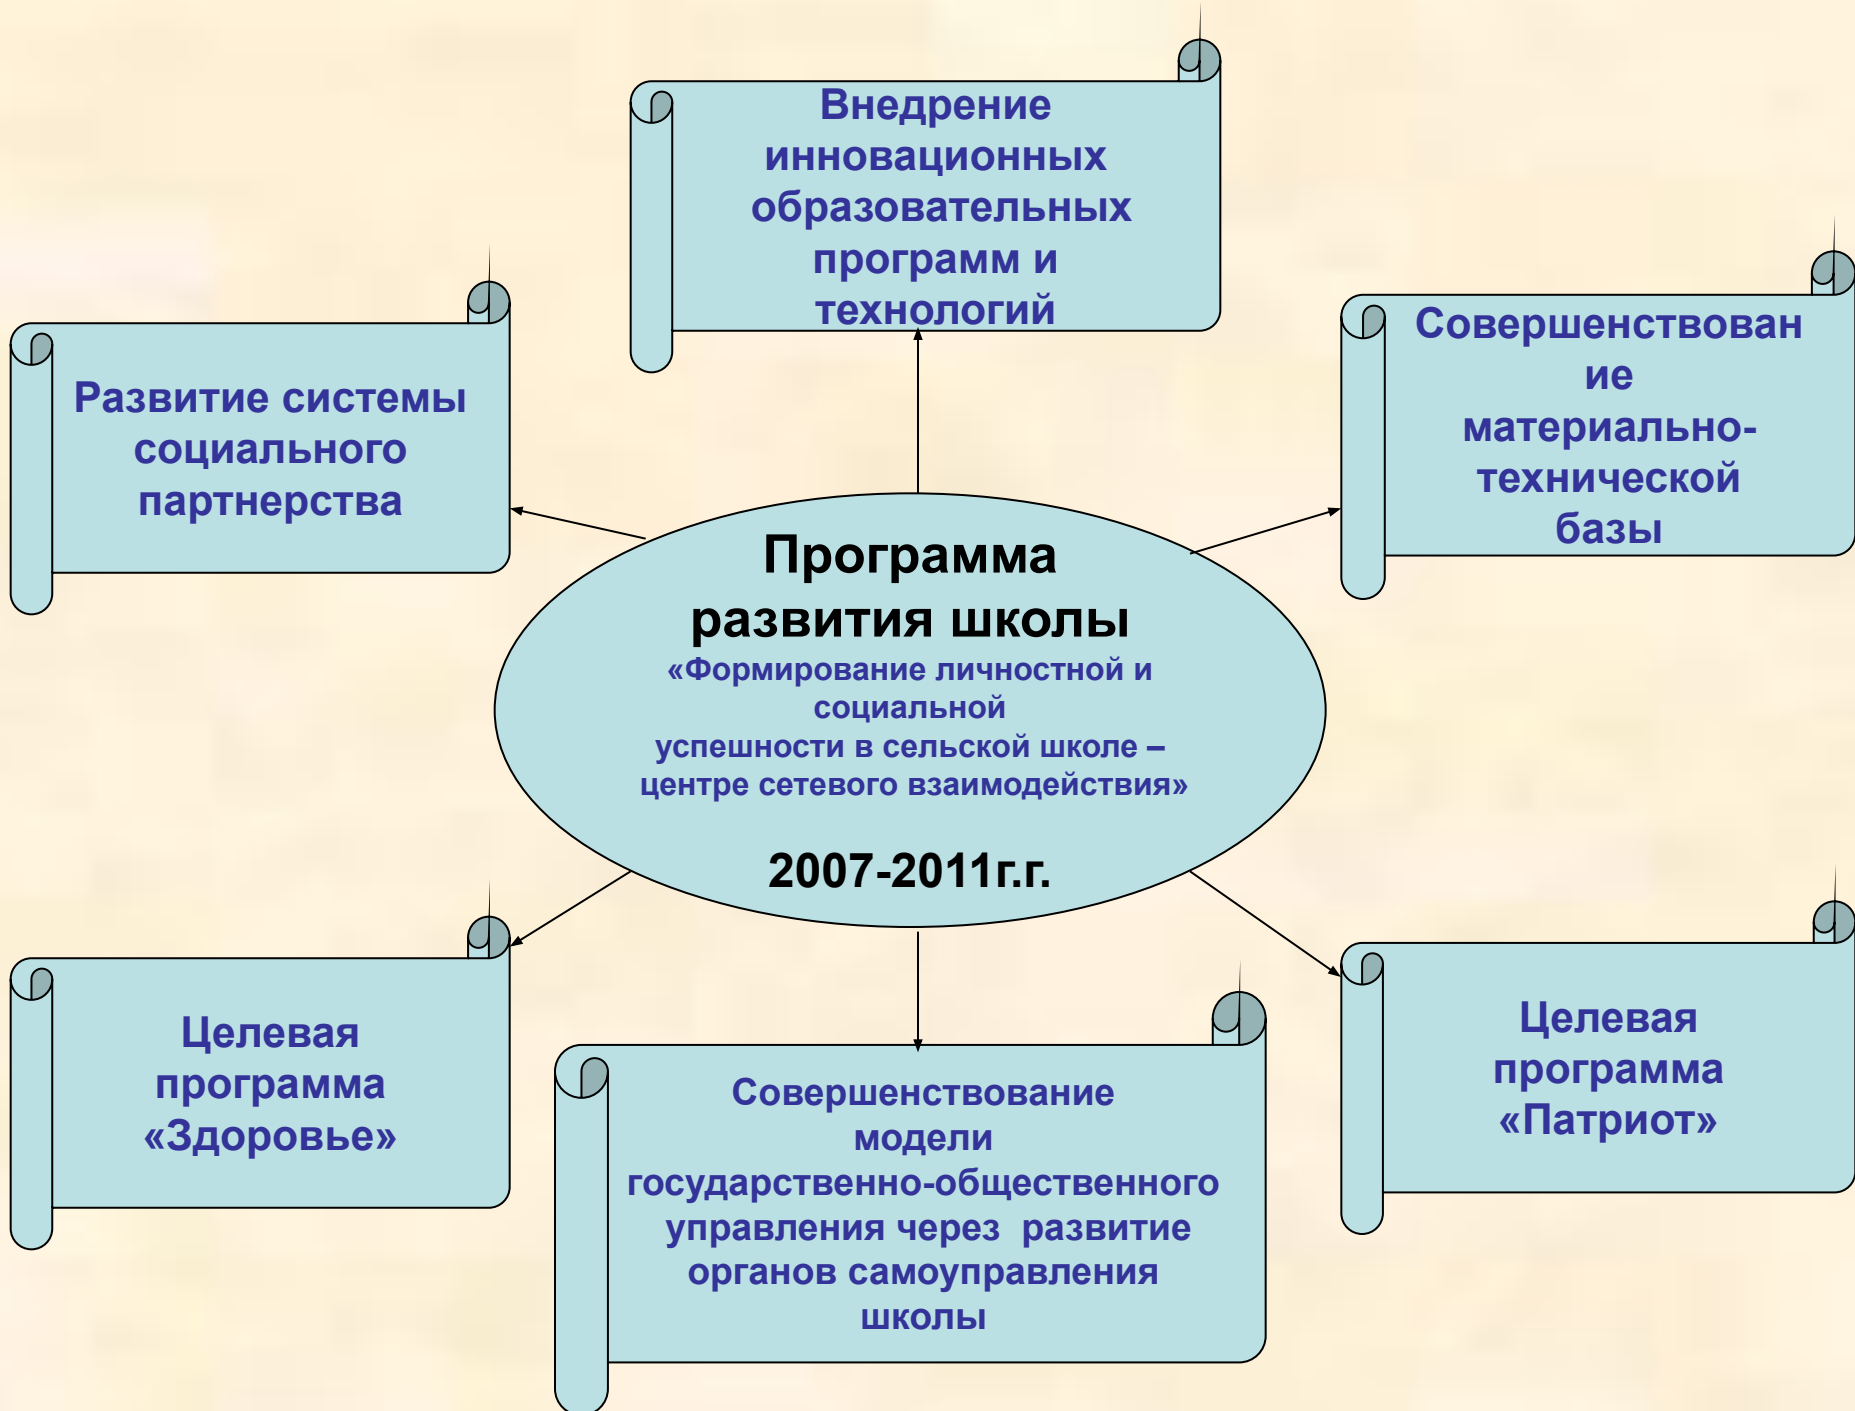 Внедрение
инновационных
образовательных
программ и
технологий
Развитие системы
социального
партнерства
Совершенствован
ие
материально-
технической
базы
Программа
развития школы
«Формирование личностной и
социальной
успешности в сельской школе –
центре сетевого взаимодействия»
2007-2011г.г.
Целевая
программа
«Здоровье»
Совершенствование
модели
государственно-общественного
управления через  развитие
органов самоуправления
школы
Целевая
программа
«Патриот»